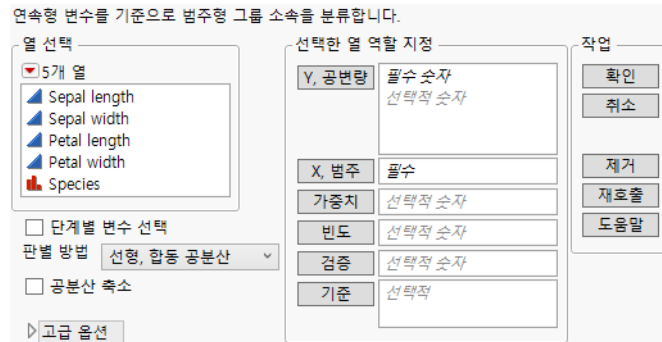 연속형 변수를 기준으로 범주형 그룹 소속을 분류합니다.
열 선택
5개 열
Sepal length
Sepal width
Petal length
Petal width
Species
단계별 변수 선택
판별 방법 선형, 합동 공분산
공분산 축소
고급 옵션
선택한 열 역할 지정
Y, 공변량 필수 숫자
선택적 숫자
X, 범주 필수
가중치 선택적 숫자
빈도 선택적 숫자
검증 선택적 숫자
기준 선택적
작업
확인
취소
제거
재호출
도움말